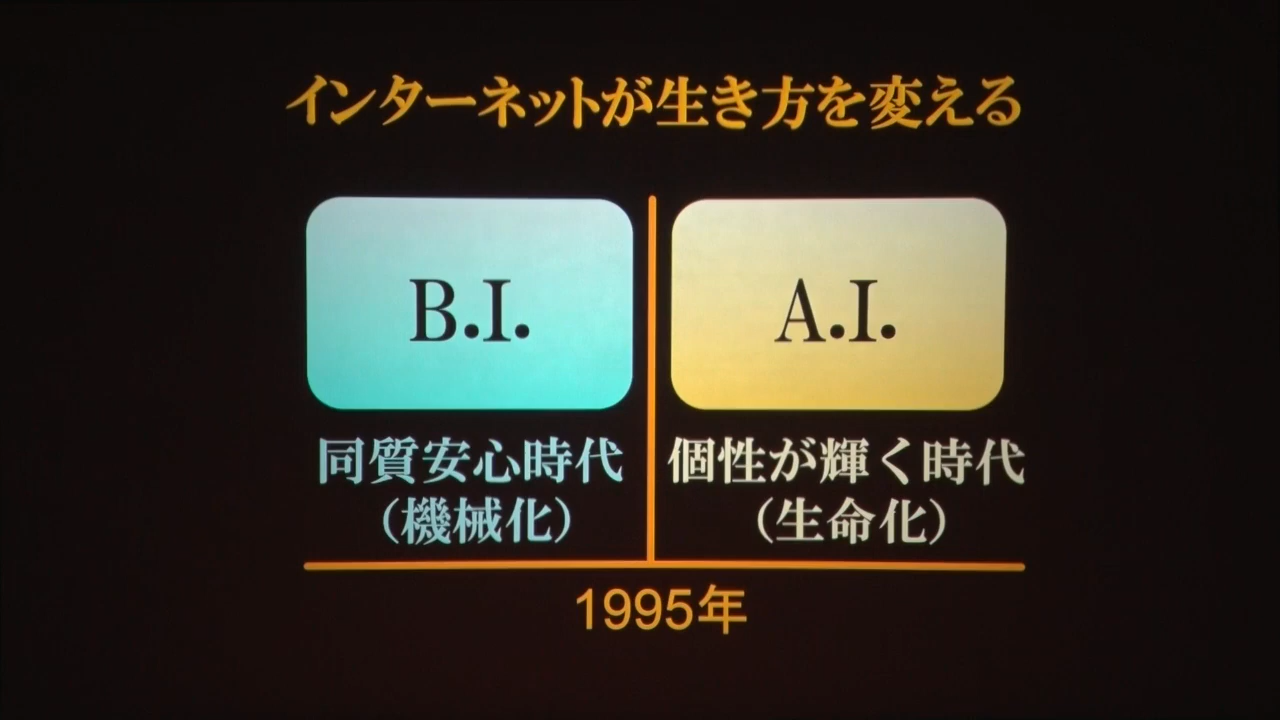 インターネットが生き方を変える
B.I.
A.I.
同質安心時代
(機械化)
個性が輝く時代
(生命化)
1995年